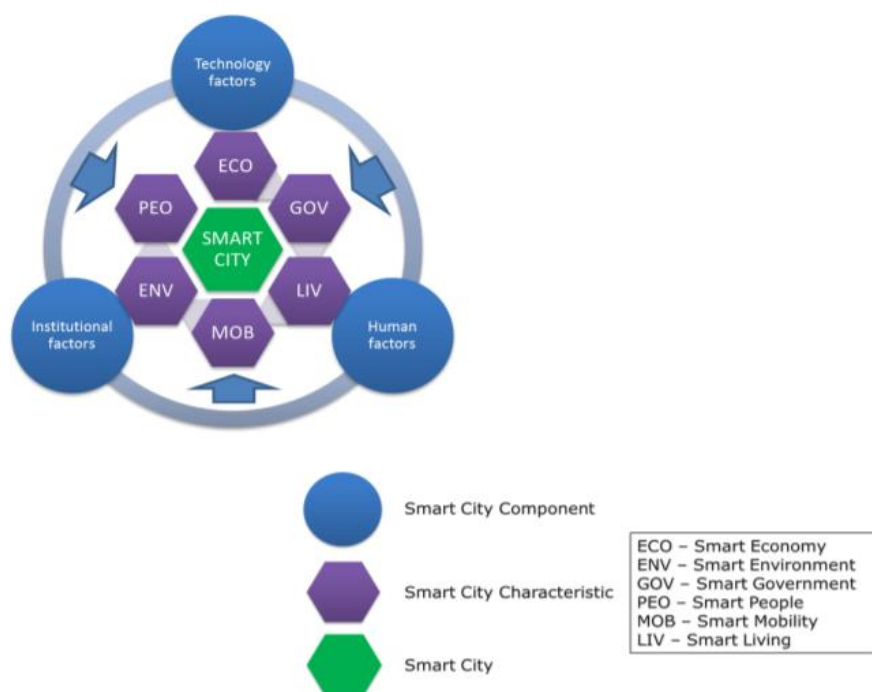 Technology
factors
ECO
PEO
GOV
SMART
CITY
ENV
LIV
MOB
Institutional
factors
Human
factors
Smart City Component
Smart City Characteristic
Smart City
ECO – Smart Economy
ENV – Smart Environment
GOV – Smart Government
PEO – Smart People
MOB – Smart Mobility
LIV – Smart Living